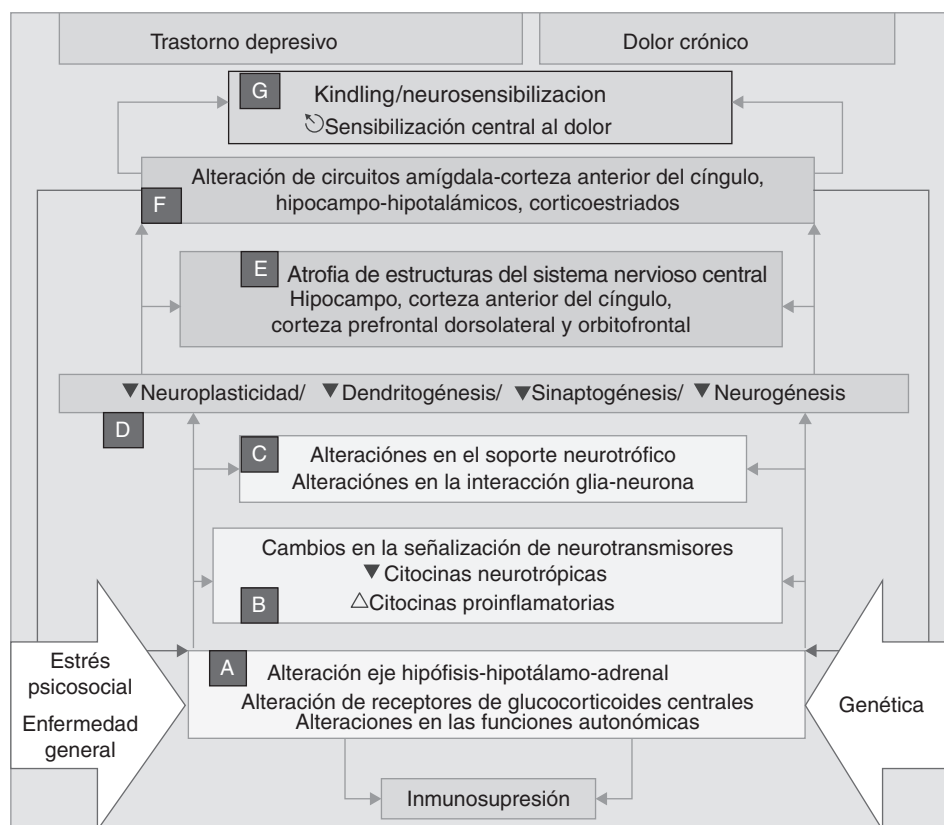 Trastorno depresivo
Dolor crónico
G
Kindling/neurosensibilizacion
Sensibilización central al dolor
Alteración de circuitos amígdala-corteza anterior del cíngulo,
hipocampo-hipotalámicos, corticoestriados
F
E
Atrofia de estructuras del sistema nervioso central
Hipocampo, corteza anterior del cíngulo,
corteza prefrontal dorsolateral y orbitofrontal
▼Neuroplasticidad/ ▼Dendritogénesis/ ▼Sinaptogénesis/ ▼Neurogénesis
D
C
Alteraciónes en el soporte neurotrófico
Alteraciónes en la interacción glia-neurona
Cambios en la señalización de neurotransmisores
▼Citocinas neurotrópicas
△Citocinas proinflamatorias
B
A
Alteración eje hipófisis-hipotálamo-adrenal
Alteración de receptores de glucocorticoides centrales
Alteraciones en las funciones autonómicas
Estrés
psicosocial
Enfermedad
general
Genética
Inmunosupresión